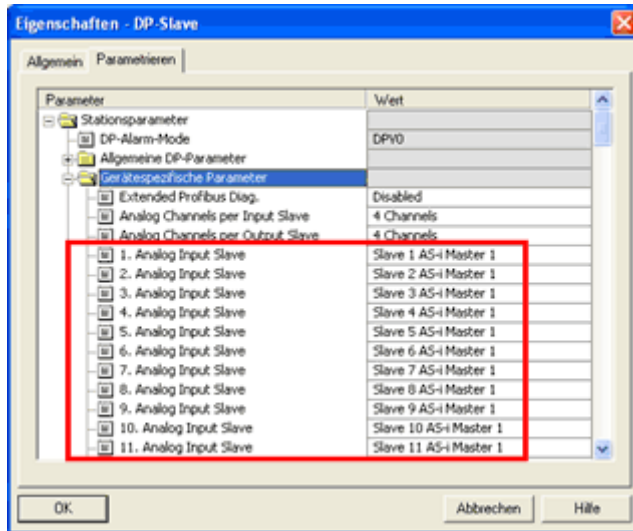 Eigenschaften - DP-Slave
Allgemein Parametrieren
Parameter Wert
Stationsparameter
DP-Alarm-Mode DPV0
Allgemeine DP-Parameter
Gerätespezifische Parameter
Extended Profibus Diag. Disabled
Analog Channels per Input Slave 4 Channels
Analog Channels per Output Slave 4 Channels
1. Analog Input Slave Slave 1 AS-i Master 1
2. Analog Input Slave Slave 2 AS-i Master 1
3. Analog Input Slave Slave 3 AS-i Master 1
4. Analog Input Slave Slave 4 AS-i Master 1
5. Analog Input Slave Slave 5 AS-i Master 1
6. Analog Input Slave Slave 6 AS-i Master 1
7. Analog Input Slave Slave 7 AS-i Master 1
8. Analog Input Slave Slave 8 AS-i Master 1
9. Analog Input Slave Slave 9 AS-i Master 1
10. Analog Input Slave Slave 10 AS-i Master 1
11. Analog Input Slave Slave 11 AS-i Master 1
OK Abbrechen Hilfe